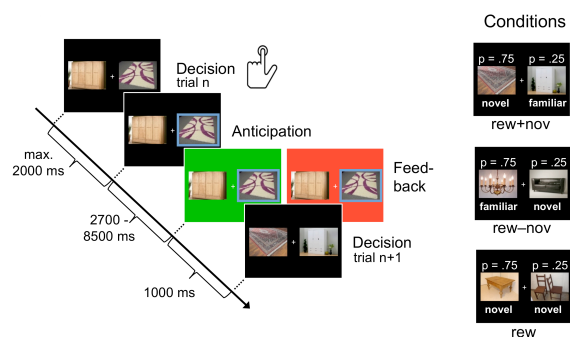 Conditions
Decision
trial n
Anticipation
Feed-
back
Decision
trial n+1
max.
2000 ms
2700 -
8500 ms
1000 ms
p = .75 p = .25
+
novel familiar
rew+nov
p = .75 p = .25
+
familiar novel
rew–nov
p = .75 p = .25
+
novel novel
rew